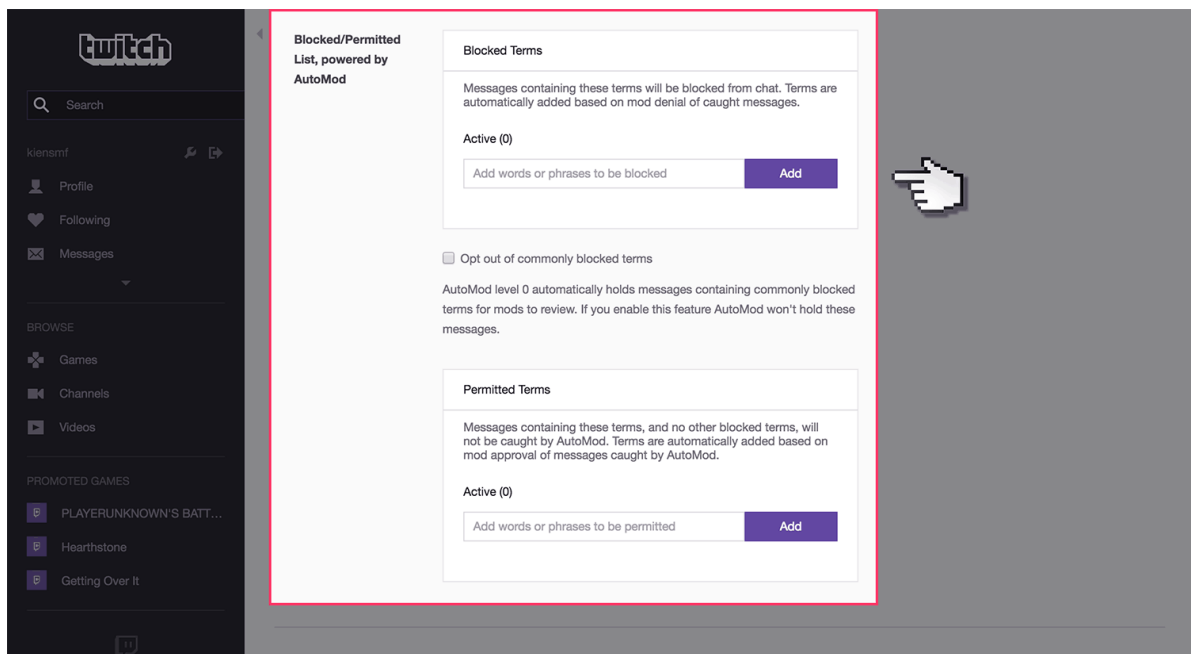 twitch
Search
kiensmf
Profile
Following
Messages
BROWSE
Games
Channels
Videos
PROMOTED GAMES
PLAYERUNKNOWN'S BATT...
Hearthstone
Getting Over It
Blocked/Permitted
List, powered by
AutoMod
Blocked Terms
Messages containing these terms will be blocked from chat. Terms are
automatically added based on mod denial of caught messages.
Active (0)
Add words or phrases to be blocked
Add
Opt out of commonly blocked terms
AutoMod level 0 automatically holds messages containing commonly blocked
terms for mods to review. If you enable this feature AutoMod won't hold these
messages.
Permitted Terms
Messages containing these terms, and no other blocked terms, will
not be caught by AutoMod. Terms are automatically added based on
mod approval of messages caught by AutoMod.
Active (0)
Add words or phrases to be permitted
Add